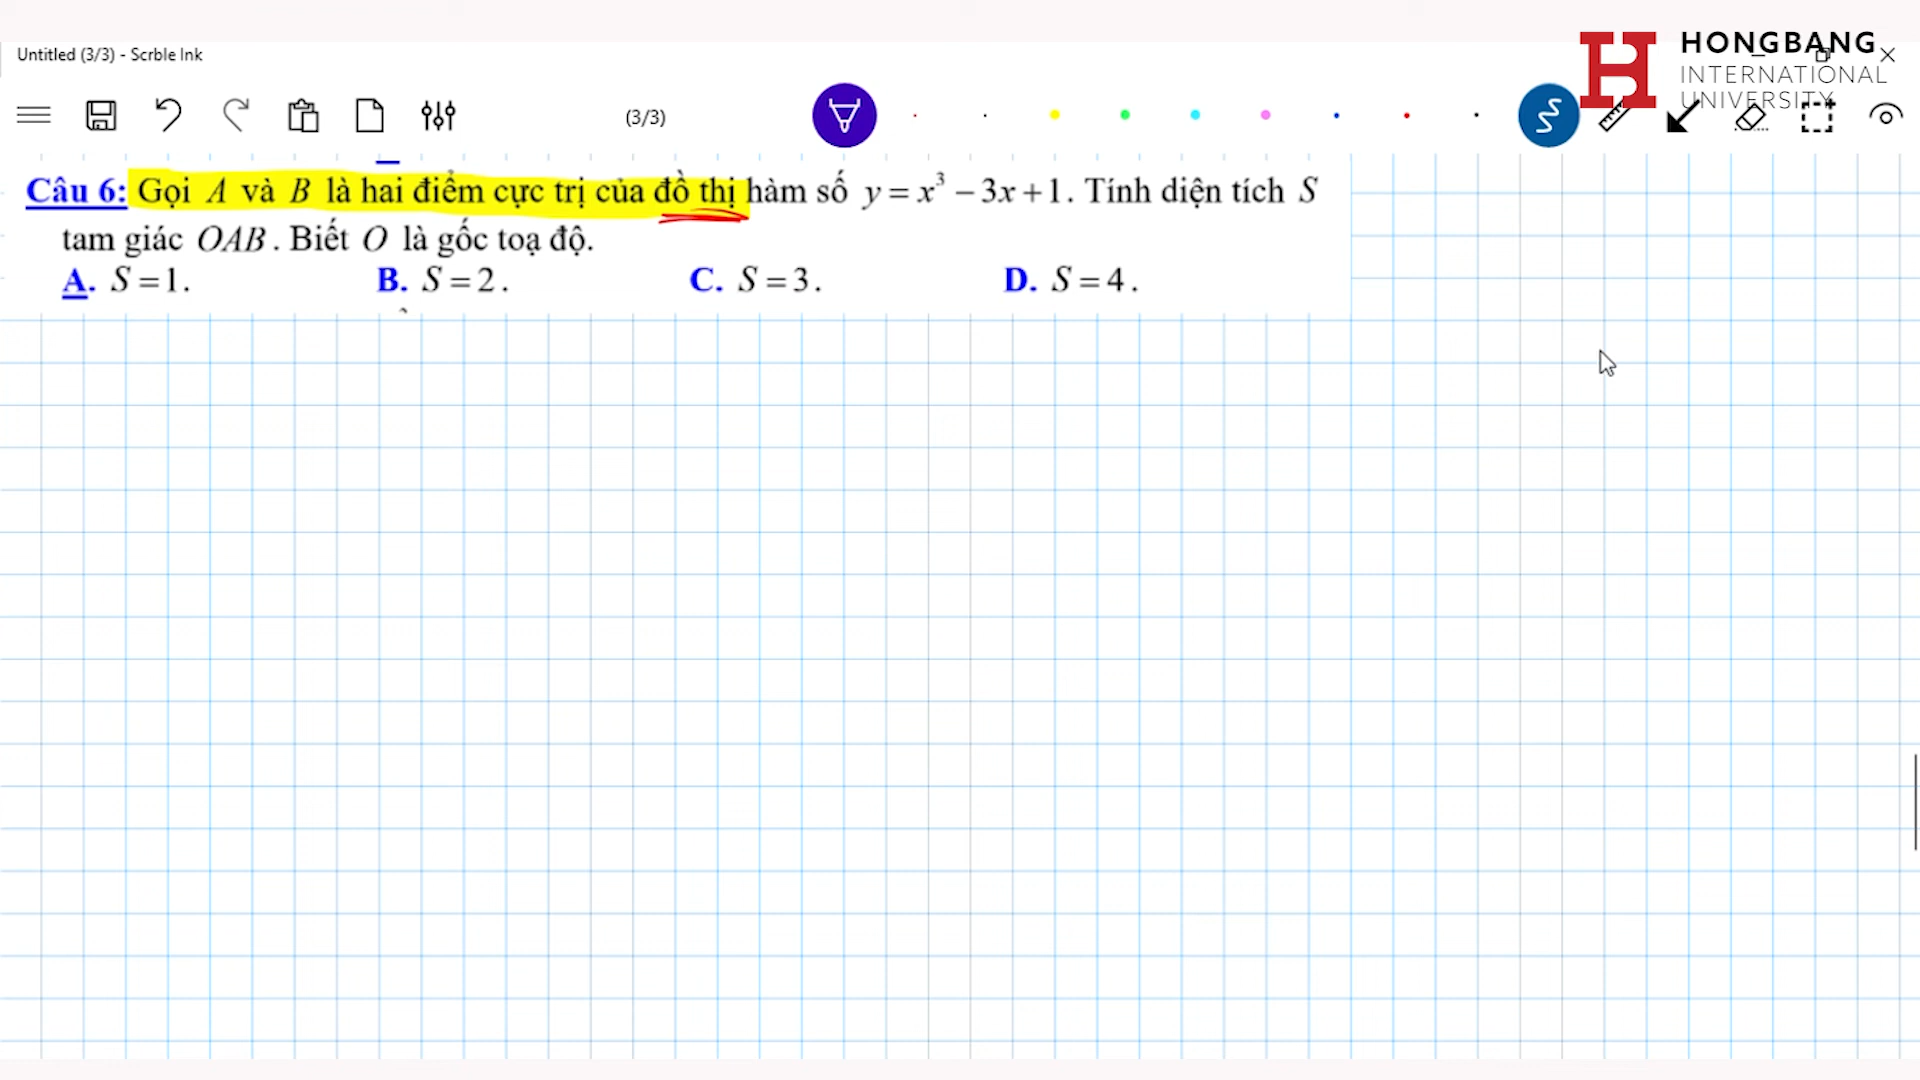 HONGBANG
INTERNATIONAL
UNIVERSITY
Untitled (3/3) - Scrble Ink
(3/3)
Câu 6: Gọi A và B là hai điểm cực trị của đồ thị hàm số y = x³ − 3x + 1. Tính diện tích S
tam giác OAB. Biết O là gốc toạ độ.
A. S = 1. B. S = 2. C. S = 3. D. S = 4.